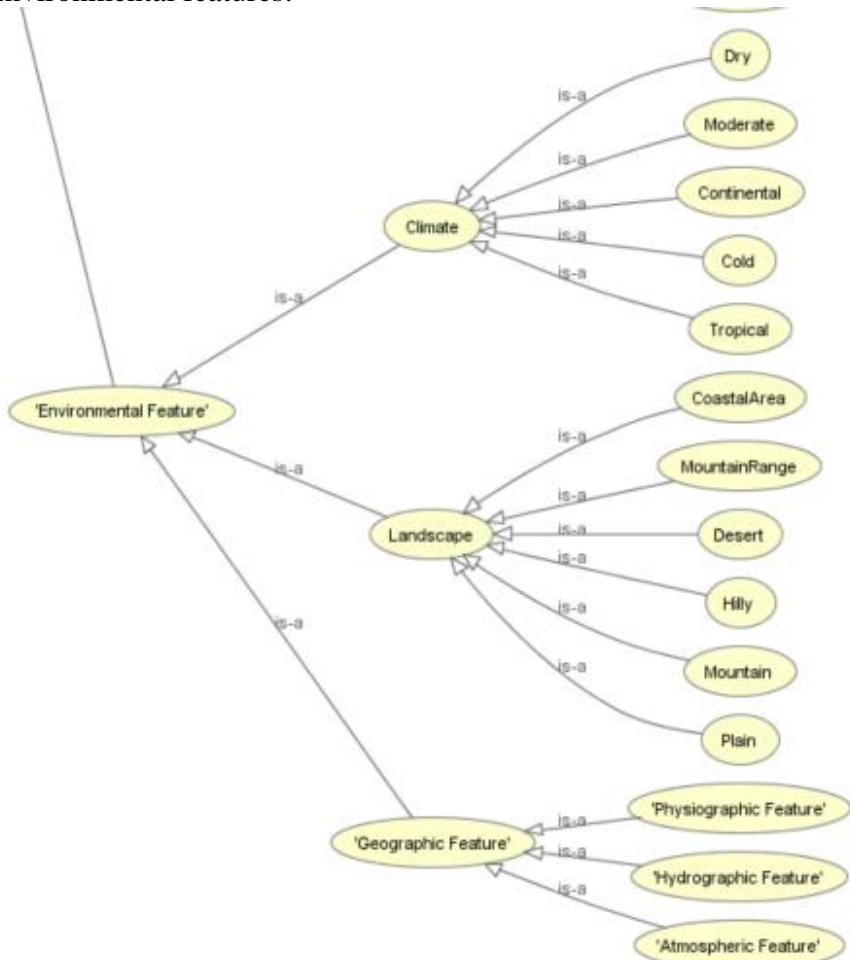 environmental features.
Dry
is-a
Moderate
is-a
Continental
is-a
Climate
is-a
Cold
is-a
Tropical
is-a
'Environmental Feature'
CoastalArea
is-a
MountainRange
is-a
is-a
Landscape
is-a
Desert
is-a
Hilly
is-a
is-a
Mountain
is-a
Plain
'Physiographic Feature'
is-a
'Geographic Feature'
is-a
'Hydrographic Feature'
is-a
'Atmospheric Feature'